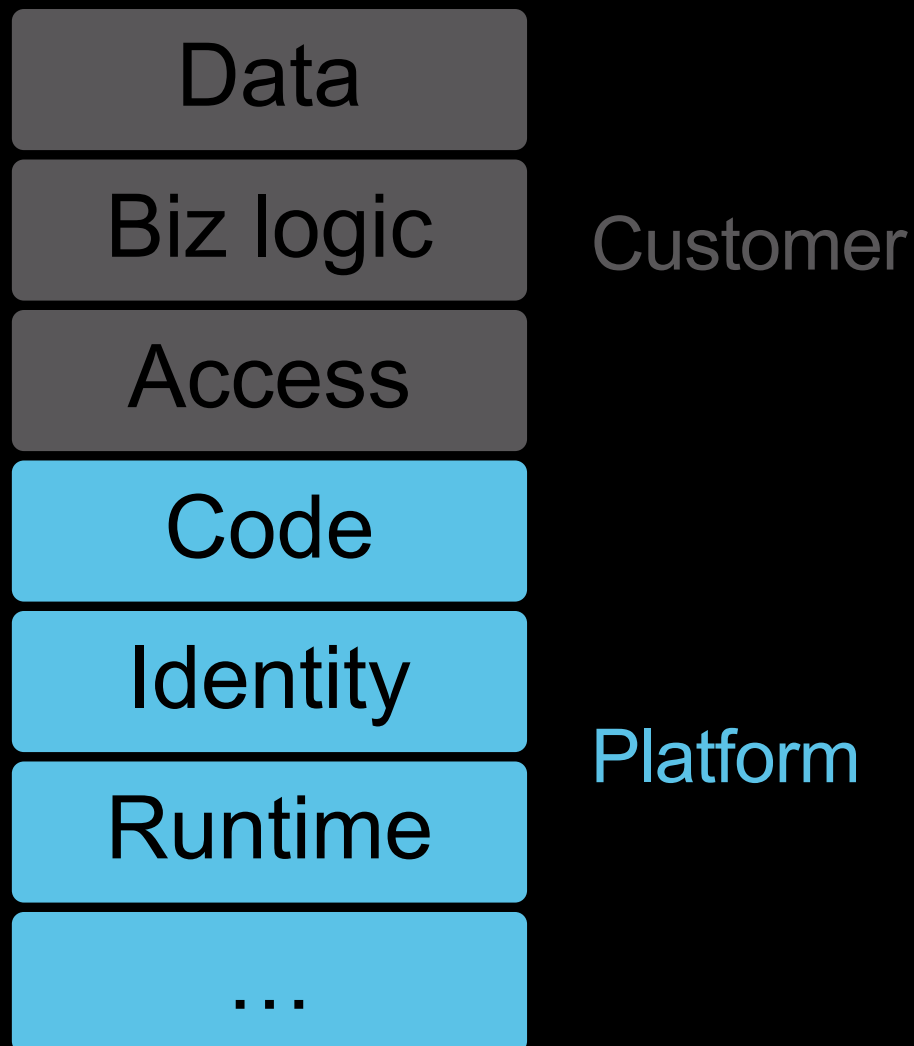 Data
Biz logic
Customer
Access
Code
Identity
Platform
Runtime
…